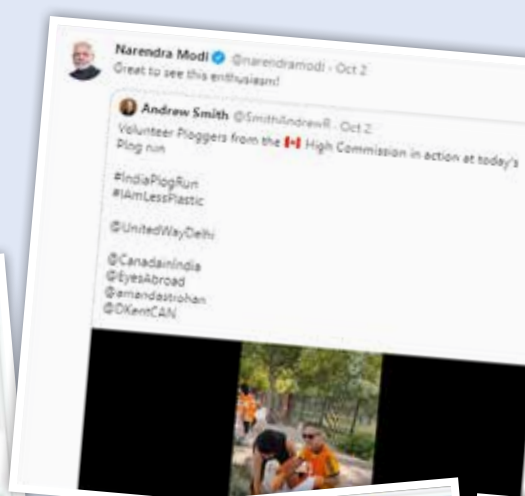 Narendra Modi @narendramodi · Oct 2
Great to see this enthusiasm!
Andrew Smith @SmithAndrewR · Oct 2
Volunteer Ploggers from the 🇨🇦 High Commission in action at today's
Plog run
#IndiaPlogRun
#IAmLessPlastic
@UnitedWayDelhi
@CanadainIndia
@EyesAbroad
@amandastrohan
@DKentCAN